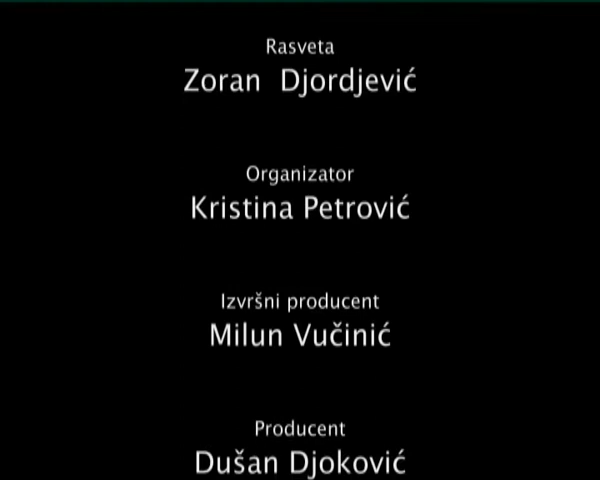 Rasveta
Zoran Djordjević
Organizator
Kristina Petrović
Izvršni producent
Milun Vučinić
Producent
Dušan Djoković